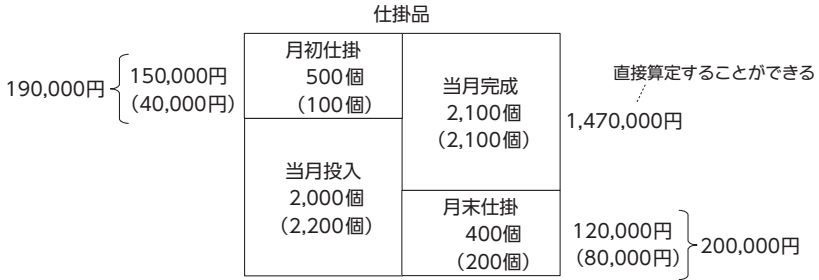 仕掛品
190,000円
150,000円
(40,000円)
月初仕掛
500個
(100個)
当月投入
2,000個
(2,200個)
当月完成
2,100個
(2,100個)
月末仕掛
400個
(200個)
直接算定することができる
1,470,000円
120,000円
(80,000円)
200,000円